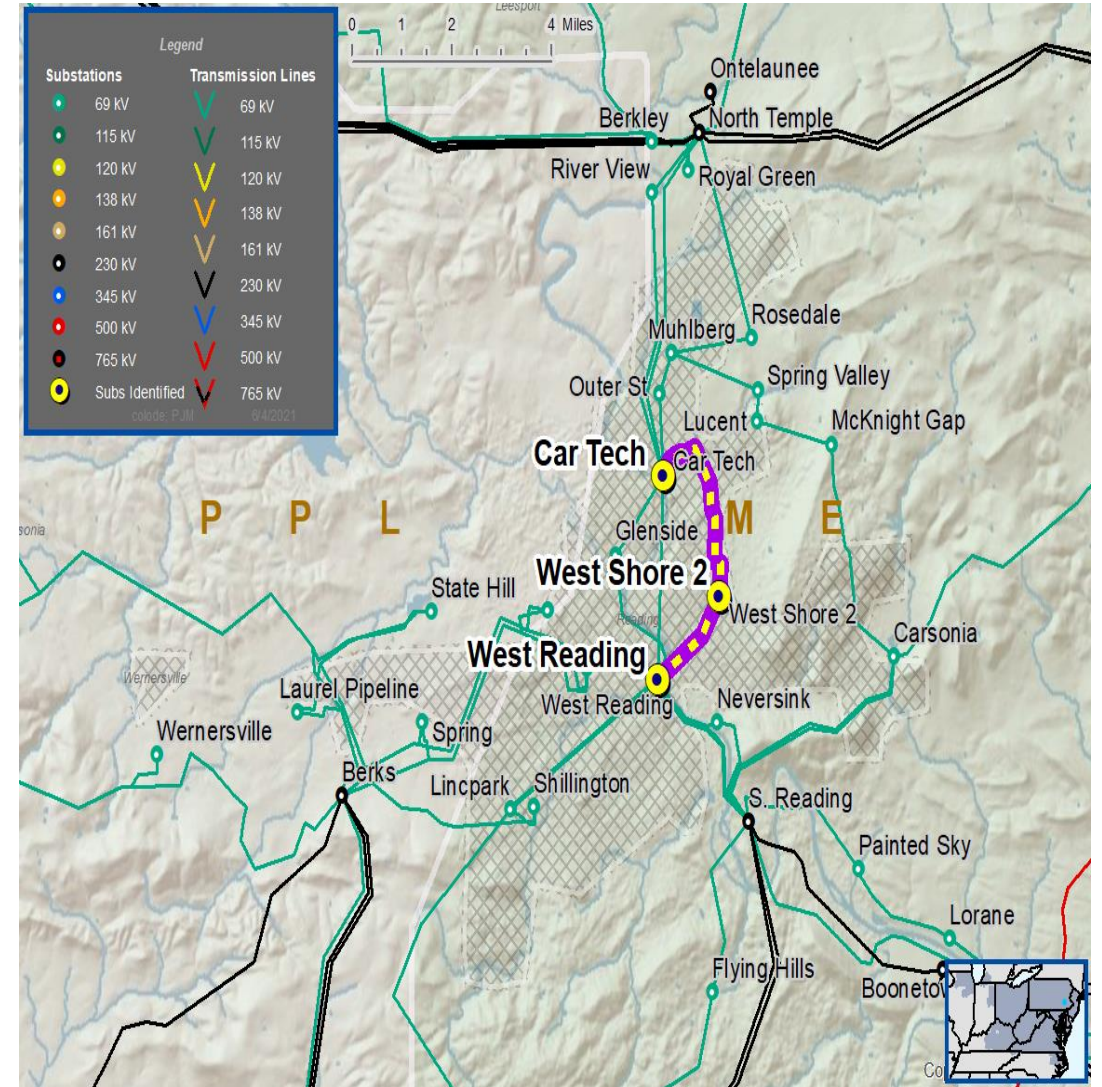 Leesport
0 1 2 4 Miles
Legend
Substations Transmission Lines
69 kV 69 kV
115 kV 115 kV
120 kV 120 kV
138 kV 138 kV
161 kV 161 kV
230 kV 230 kV
345 kV 345 kV
500 kV 500 kV
765 kV 765 kV
Subs Identified
colode: PJM 6/4/2021
Ontelaunee
Berkley North Temple
River View Royal Green
Rosedale
Muhlberg
Outer St Spring Valley
Lucent McKnight Gap
Car Tech Car Tech
P P L M E
Glenside
West Shore 2
State Hill Reading West Shore 2
Carsonia
West Reading
Wernersville Laurel Pipeline West Reading Neversink
Wernersville Spring
Berks Lincpark Shillington
S. Reading
Painted Sky
Lorane
Flying Hills